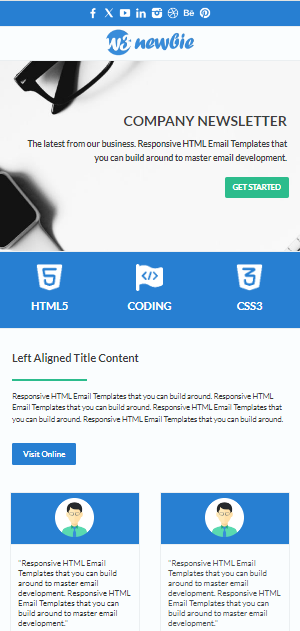 W3 newbie
COMPANY NEWSLETTER
The latest from our business. Responsive HTML Email Templates that
you can build around to master email development.
GET STARTED
HTML5 CODING CSS3
Left Aligned Title Content
Responsive HTML Email Templates that you can build around. Responsive HTML
Email Templates that you can build around. Responsive HTML Email Templates that
you can build around. Responsive HTML Email Templates that you can build around.
Visit Online
"Responsive HTML Email
Templates that you can build
around to master email
development. Responsive HTML
Email Templates that you can
build around to master email
development."
"Responsive HTML Email
Templates that you can build
around to master email
development. Responsive HTML
Email Templates that you can
build around to master email
development."